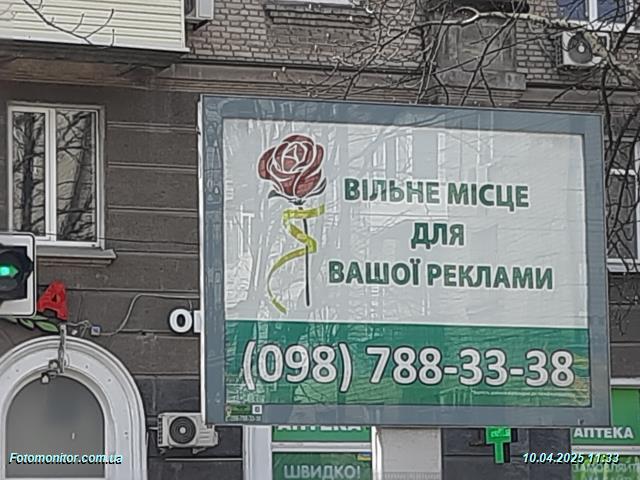 ВІЛЬНЕ МІСЦЕ
ДЛЯ
ВАШОЇ РЕКЛАМИ
(098) 788-33-38
АПТЕКА
ШВИДКО!
АПТЕКА
ЗАМОВЛЯЙТЕ
Fotomonitor.com.ua
10.04.2025 11:33